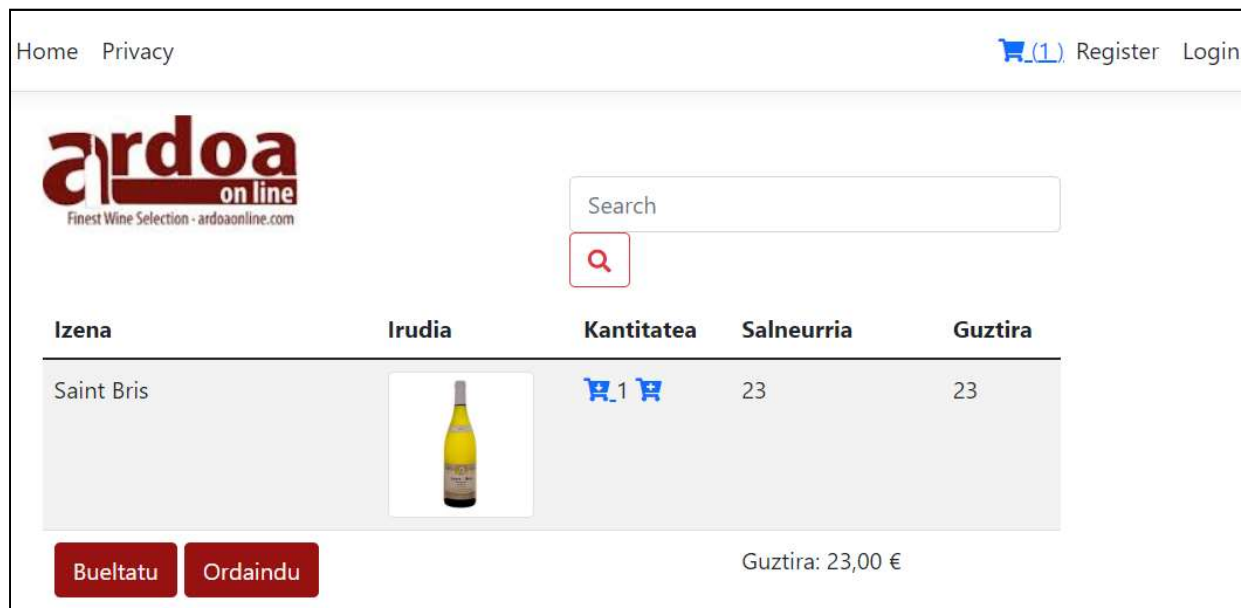 Home Privacy (1) Register Login
ardoa
on line
Finest Wine Selection - ardoaonline.com
Search
Izena Irudia Kantitatea Salneurria Guztira
Saint Bris 1 23 23
Bueltatu Ordaindu Guztira: 23,00 €